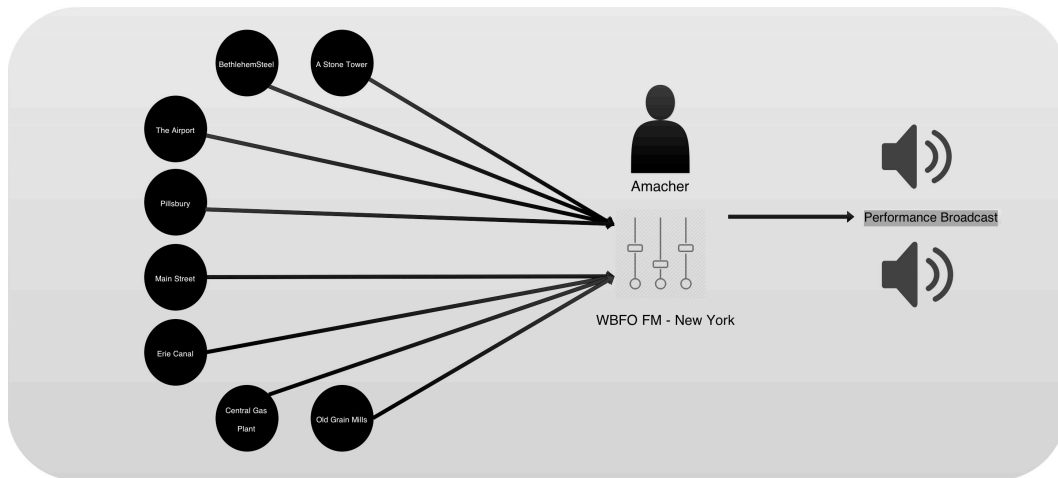 BethlehemSteel
A Stone Tower
The Airport
Pillsbury
Main Street
Erie Canal
Central Gas
Plant
Old Grain Mills
Amacher
WBFO FM - New York
Performance Broadcast